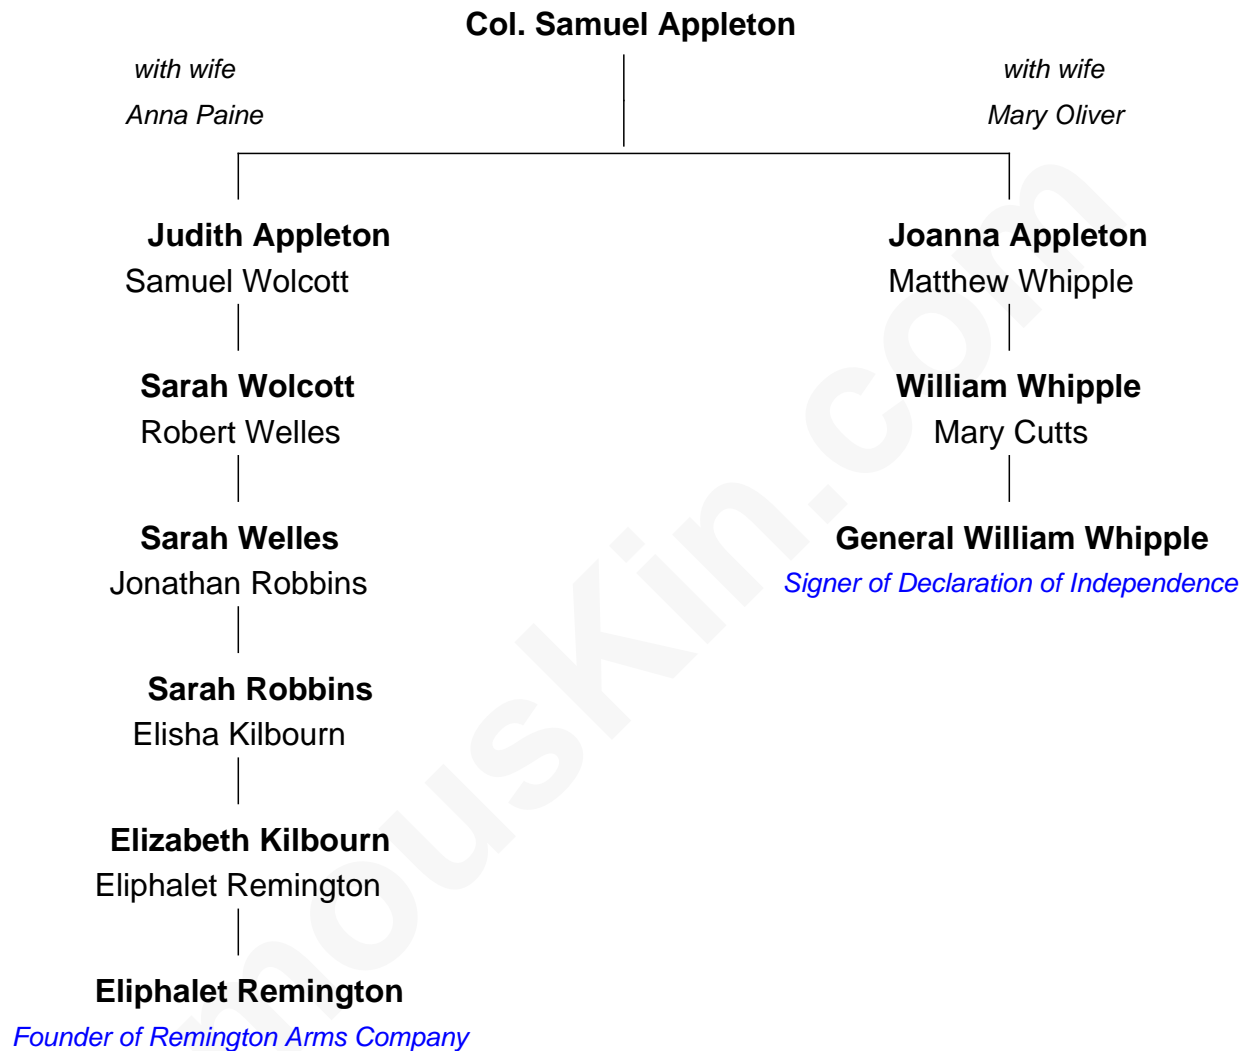 Col. Samuel Appleton
with wife
Anna Paine
with wife
Mary Oliver
Judith Appleton
Samuel Wolcott
Joanna Appleton
Matthew Whipple
Sarah Wolcott
Robert Welles
William Whipple
Mary Cutts
Sarah Welles
Jonathan Robbins
General William Whipple
Signer of Declaration of Independence
Sarah Robbins
Elisha Kilbourn
Elizabeth Kilbourn
Eliphalet Remington
Eliphalet Remington
Founder of Remington Arms Company
mousKin.com